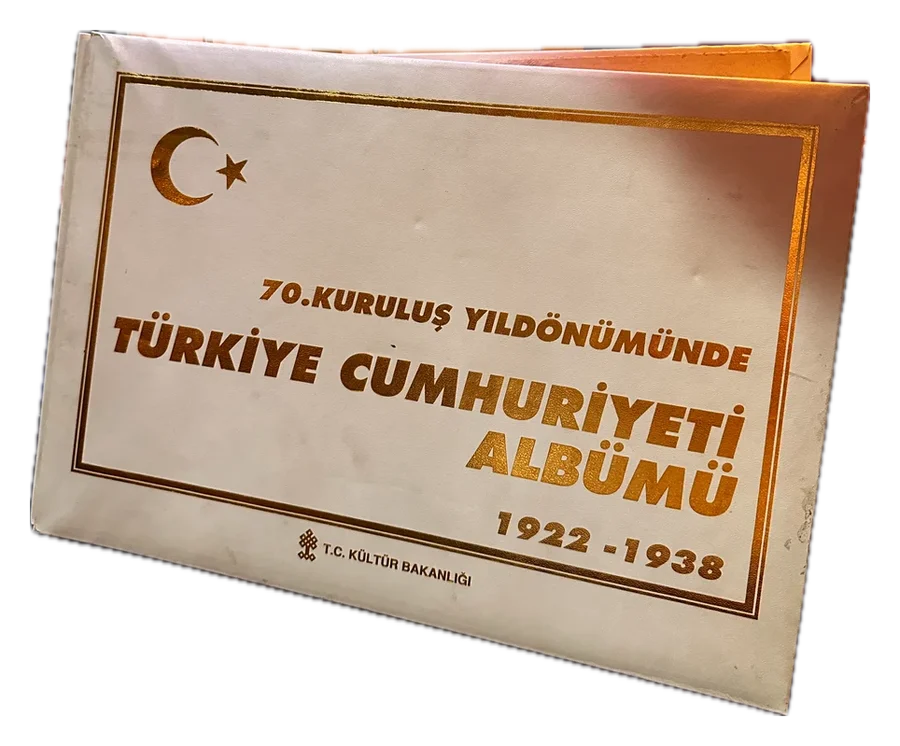 70.KURULUŞ YILDÖNÜMÜNDE
TÜRKİYE CUMHURİYETİ
ALBÜMÜ
1922 -1938
T.C. KÜLTÜR BAKANLIĞI